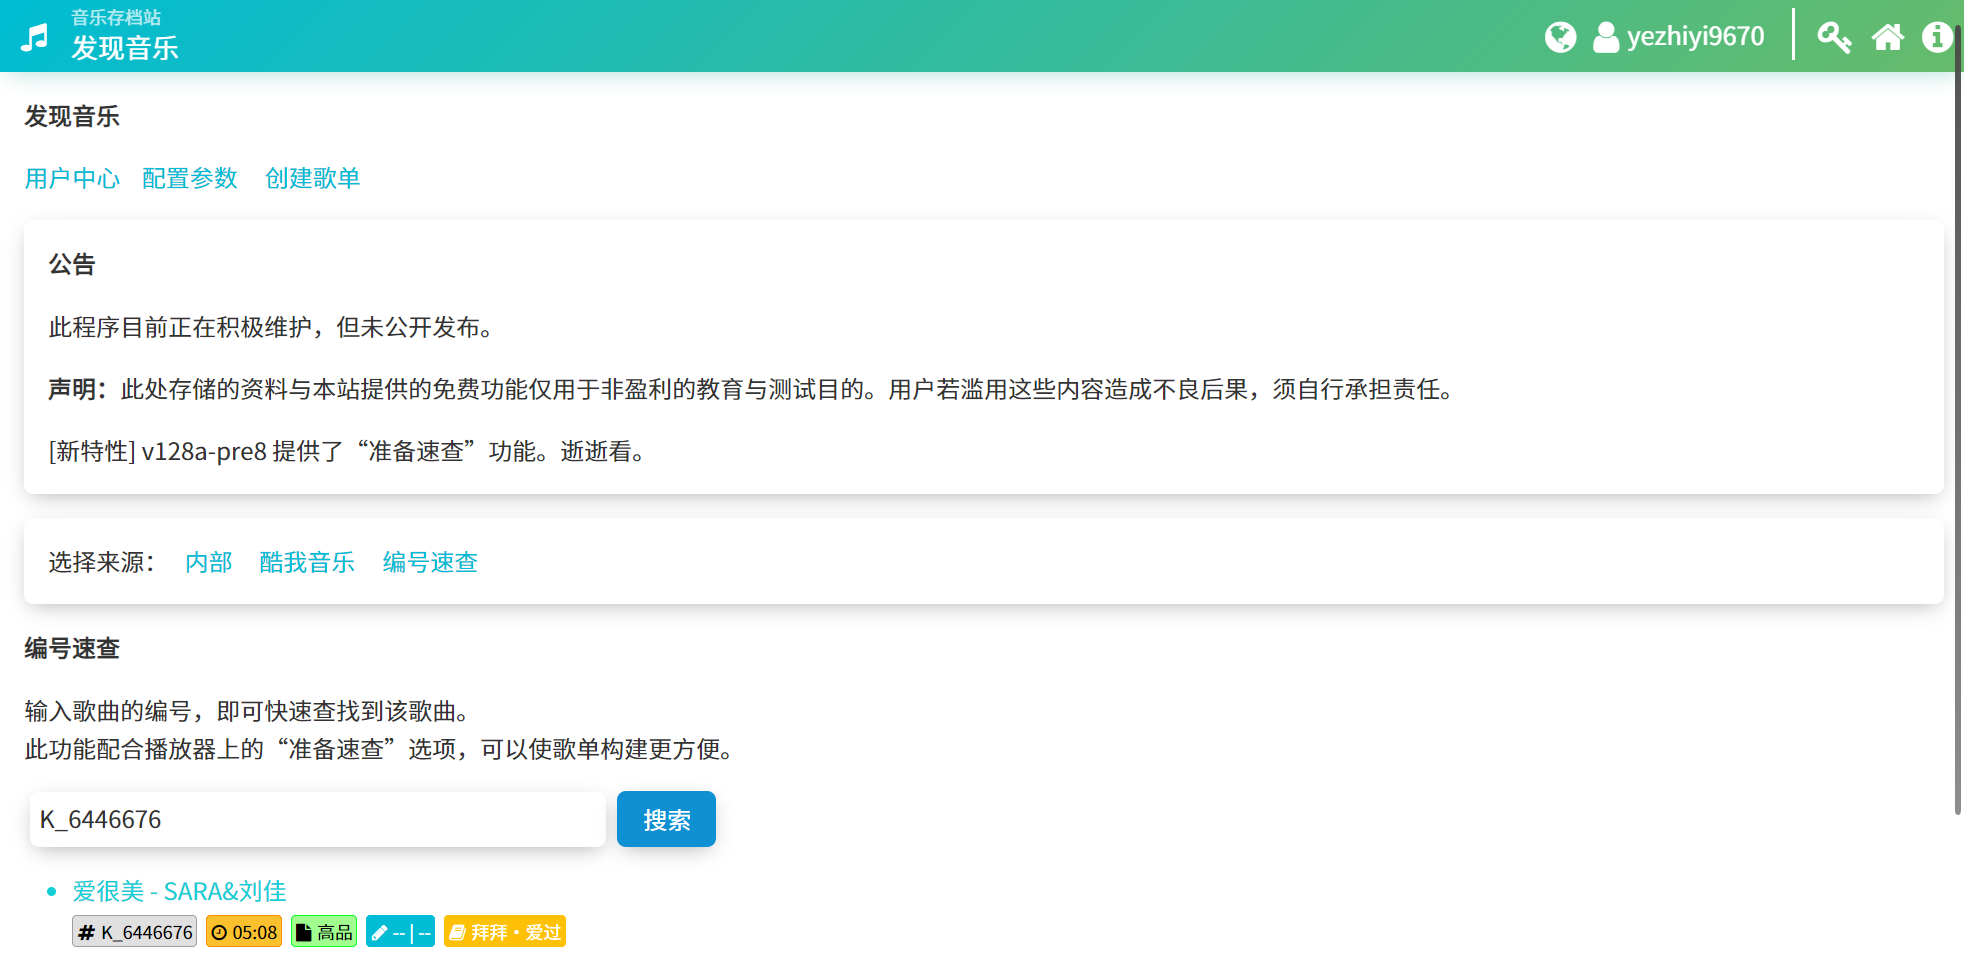 音乐存档站
发现音乐
yezhiyi9670
发现音乐
用户中心 配置参数 创建歌单
公告
此程序目前正在积极维护，但未公开发布。
声明：此处存储的资料与本站提供的免费功能仅用于非盈利的教育与测试目的。用户若滥用这些内容造成不良后果，须自行承担责任。
[新特性] v128a-pre8 提供了“准备速查”功能。逝逝看。
选择来源： 内部 酷我音乐 编号速查
编号速查
输入歌曲的编号，即可快速查找到该歌曲。
此功能配合播放器上的“准备速查”选项，可以使歌单构建更方便。
K_6446676 搜索
爱很美 - SARA&刘佳
# K_6446676 05:08 高品 -- | -- 拜拜·爱过